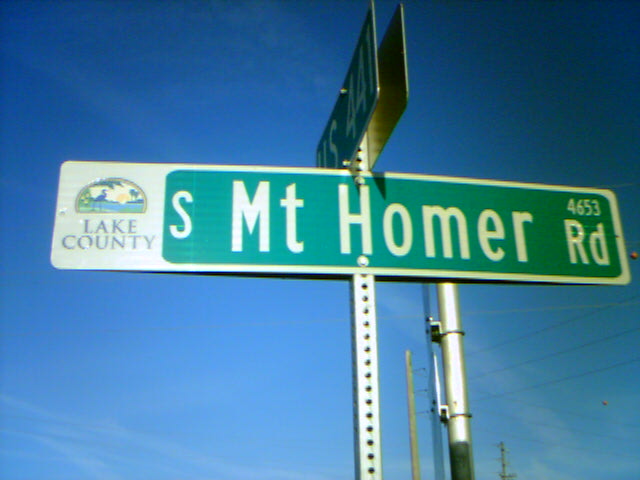 US 441
LAKE
COUNTY
S Mt Homer Rd
4653